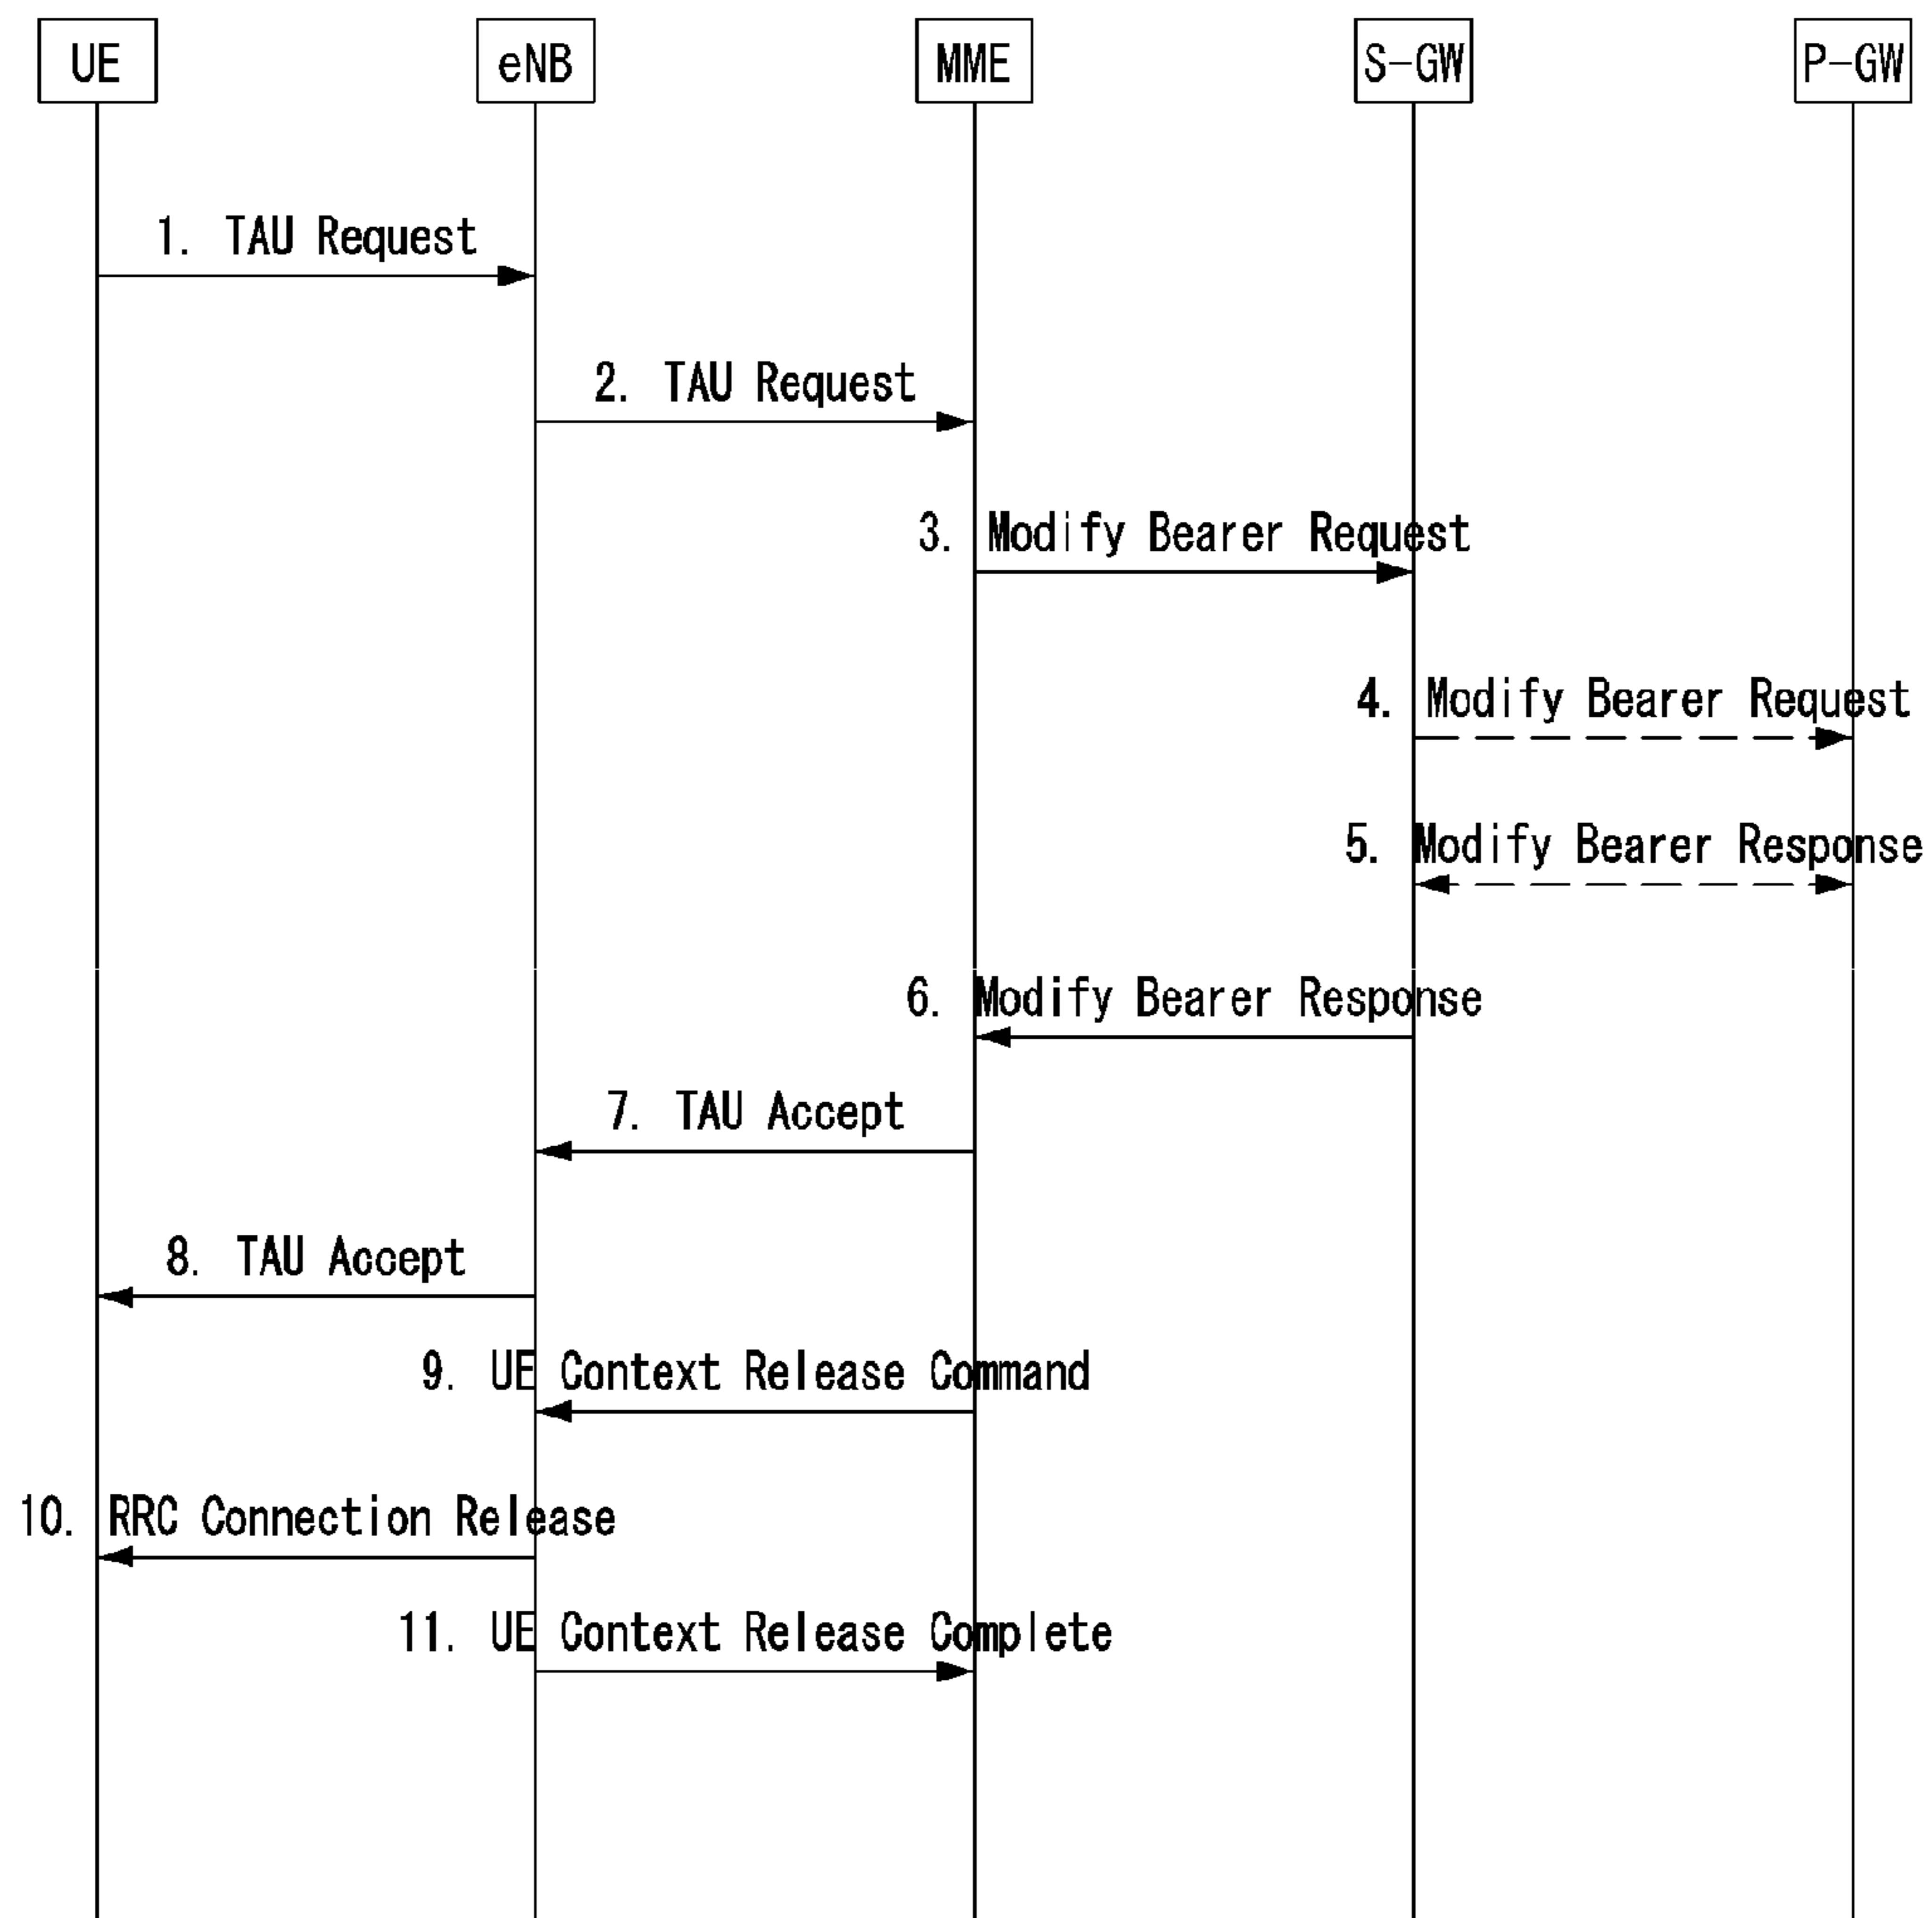 UE
eNB
MME
S-GW
P-GW
1. TAU Request
2. TAU Request
3. Modify Bearer Request
4. Modify Bearer Request
5. Modify Bearer Response
6. Modify Bearer Response
7. TAU Accept
8. TAU Accept
9. UE Context Release Command
10. RRC Connection Release
11. UE Context Release Complete